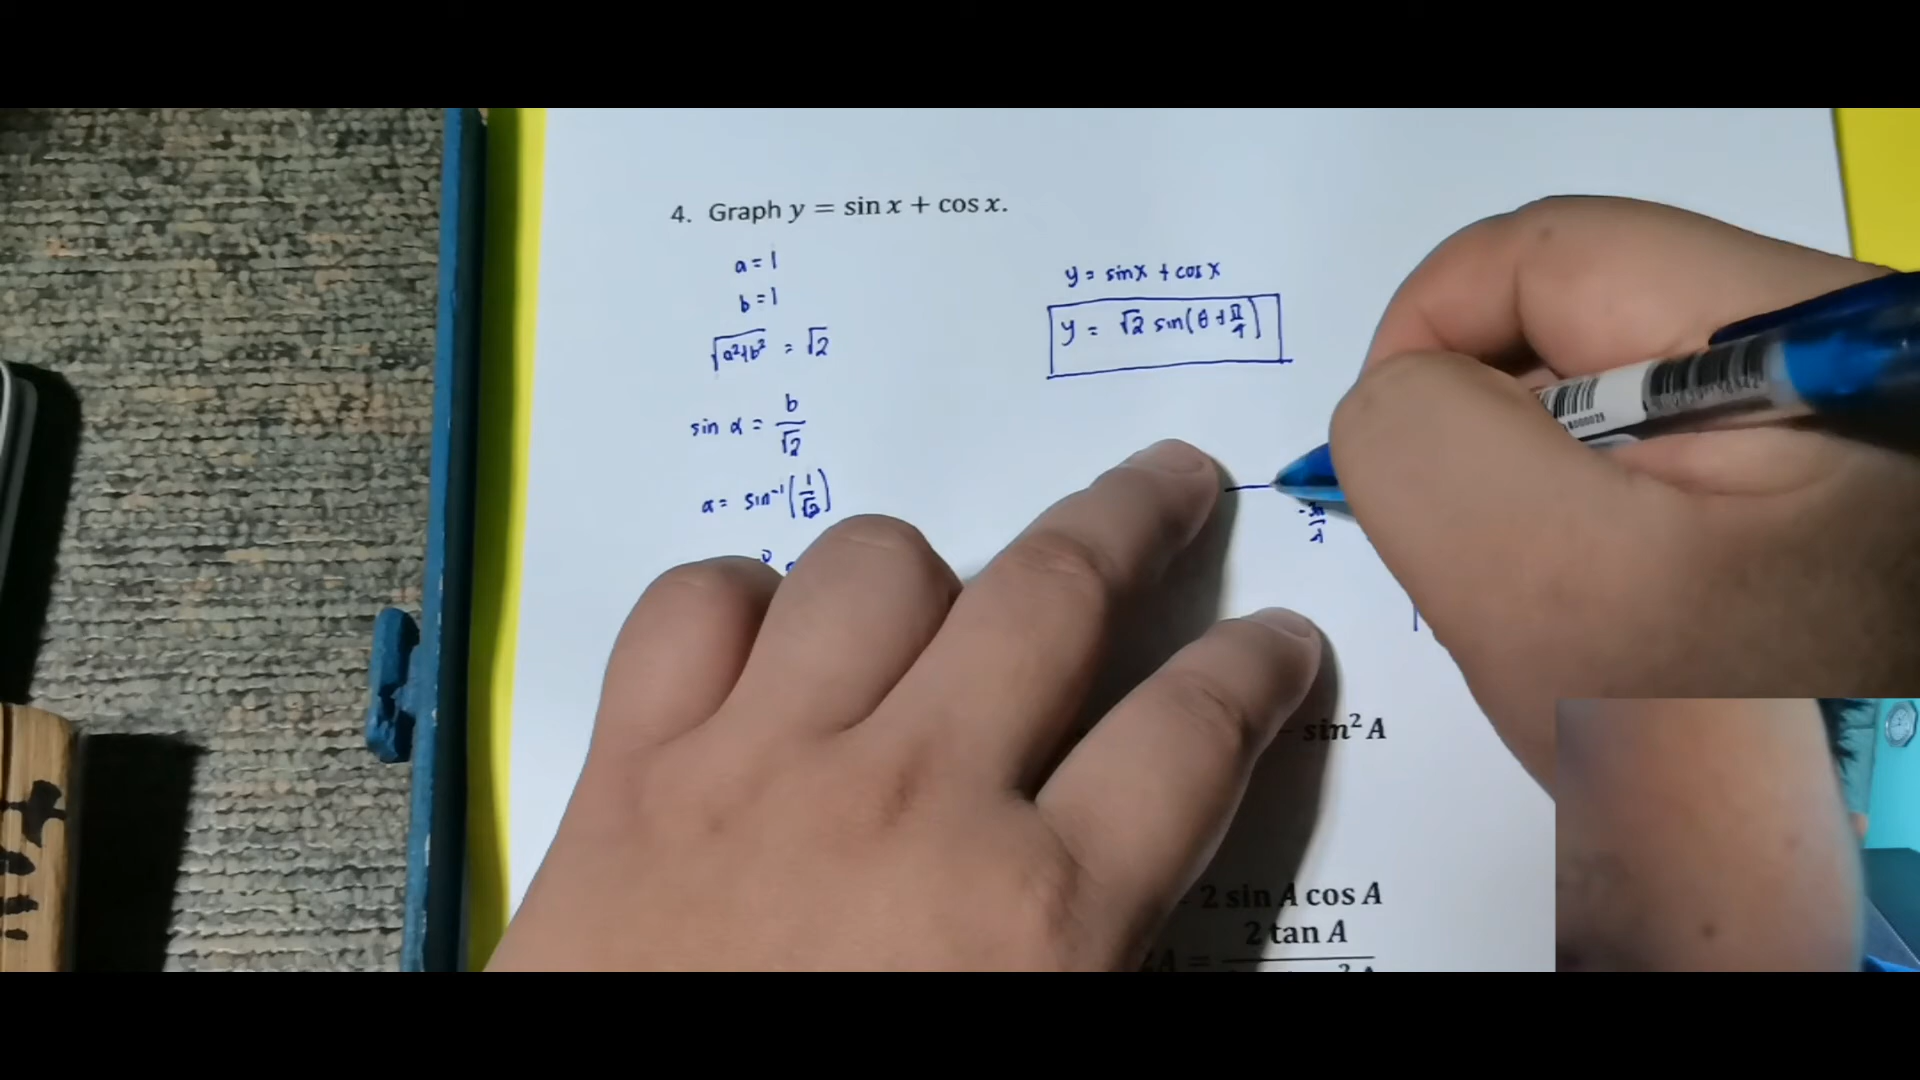 4. Graph y = sin x + cos x.
a = 1
b = 1
√a²+b² = √2
sin α = b/√2
α = sin⁻¹(1/√2)
y = sin x + cos x
y = √2 sin(θ + π/4)
sin² A
2 sin A cos A
2 tan A